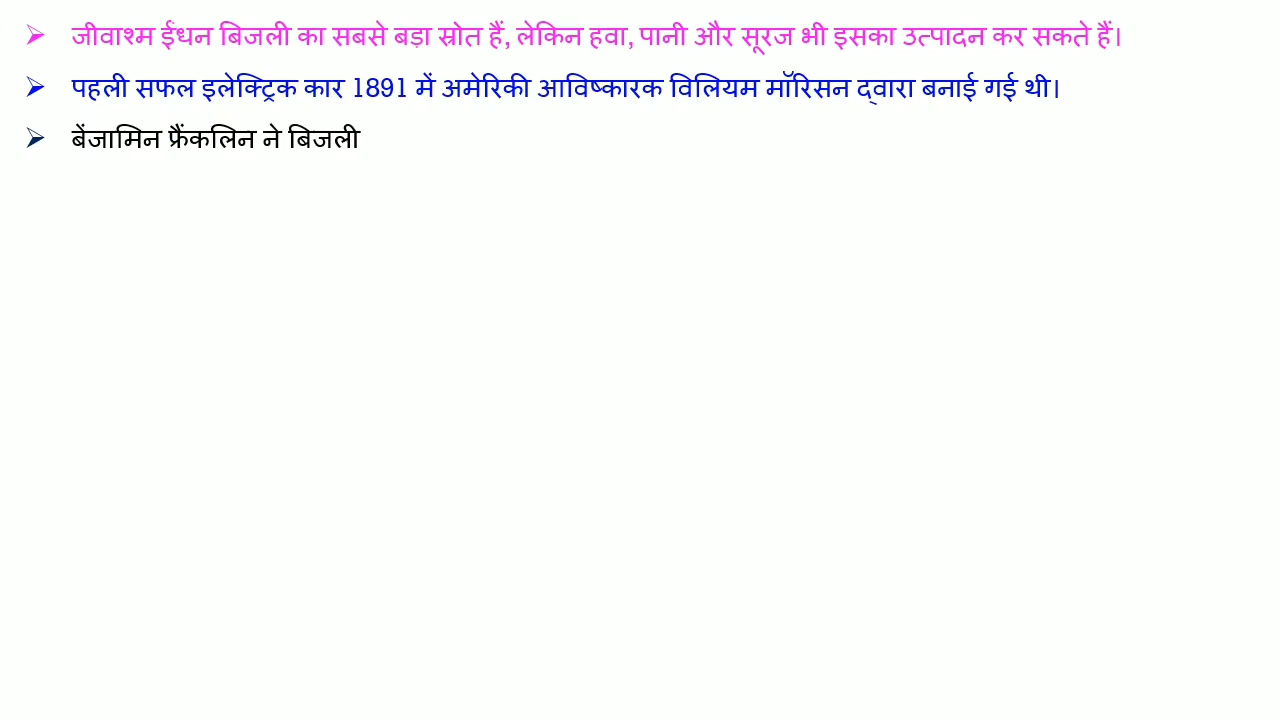 जीवाश्म ईंधन बिजली का सबसे बड़ा स्रोत हैं, लेकिन हवा, पानी और सूरज भी इसका उत्पादन कर सकते हैं।
पहली सफल इलेक्ट्रिक कार 1891 में अमेरिकी आविष्कारक विलियम मॉरिसन द्वारा बनाई गई थी।
बेंजामिन फ्रैंकलिन ने बिजली